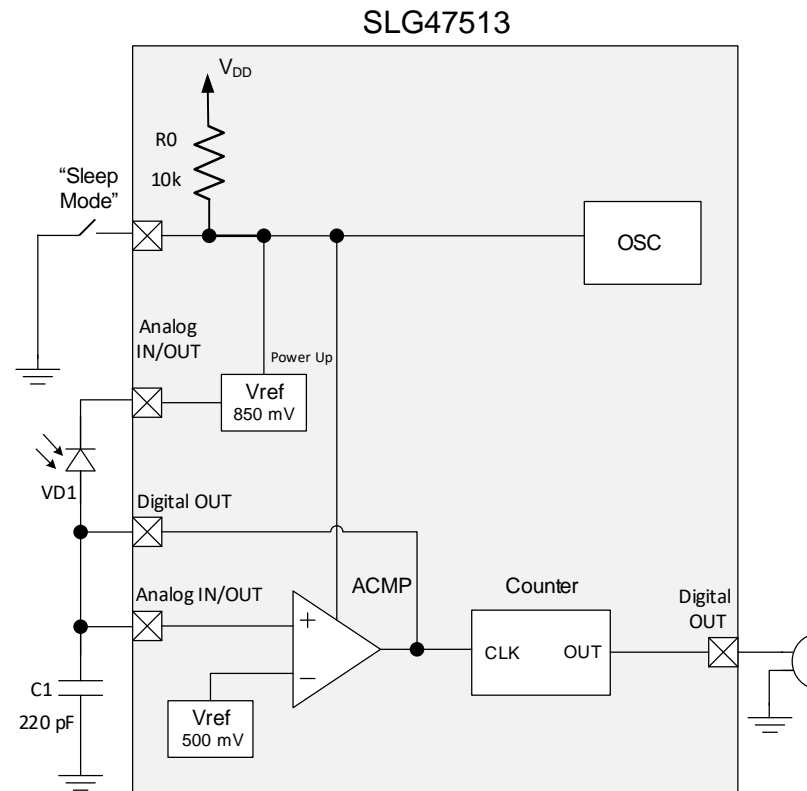 SLG47513
VDD
R0
10k
“Sleep
Mode”
OSC
Analog
IN/OUT
Power Up
Vref
850 mV
VD1
Digital OUT
Analog IN/OUT
ACMP
Counter
Digital
OUT
+
−
CLK
OUT
C1
220 pF
Vref
500 mV